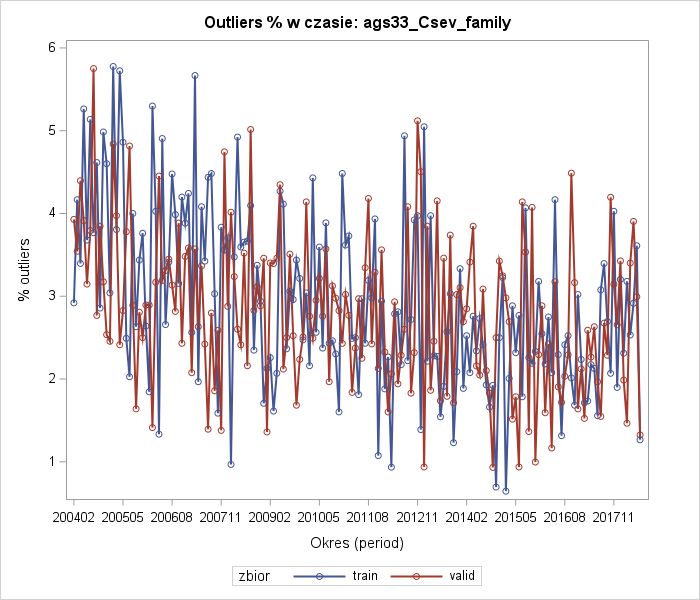 Outliers % w czasie: ags33_Csev_family
% outliers
6
5
4
3
2
1
200402 200505 200608 200711 200902 201005 201108 201211 201402 201505 201608 201711
Okres (period)
zbior train valid